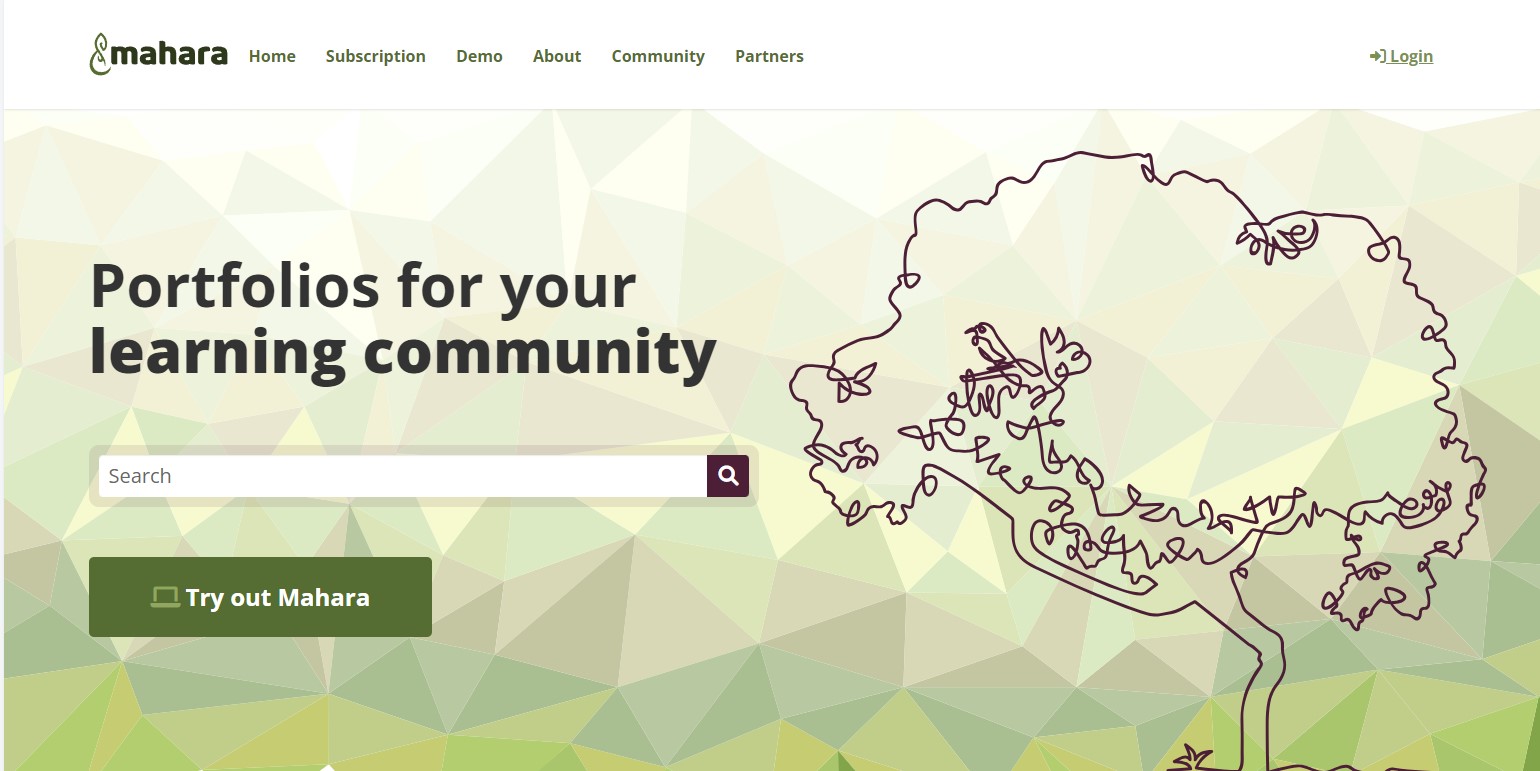 mahara
Home Subscription Demo About Community Partners
Login
Portfolios for your
learning community
Search
Try out Mahara